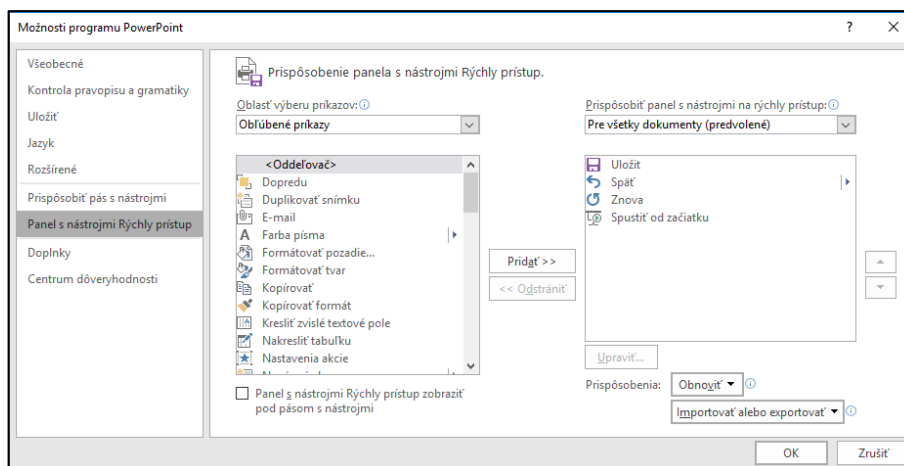 Možnosti programu PowerPoint
?
Všeobecné
Kontrola pravopisu a gramatiky
Uložiť
Jazyk
Rozšírené
Prispôsobiť pás s nástrojmi
Panel s nástrojmi Rýchly prístup
Doplnky
Centrum dôveryhodnosti
Prispôsobenie panela s nástrojmi Rýchly prístup.
Oblasť výberu príkazov:
Obľúbené príkazy
<Oddeľovač>
Dopredu
Duplikovať snímku
E-mail
Farba písma
Formátovať pozadie...
Formátovať tvar
Kopírovať
Kopírovať formát
Kresliť zvislé textové pole
Nakresliť tabuľku
Nastavenia akcie
Panel s nástrojmi Rýchly prístup zobraziť
pod pásom s nástrojmi
Pridať >>
<< Odstrániť
Prispôsobiť panel s nástrojmi na rýchly prístup:
Pre všetky dokumenty (predvolené)
Uložit
Späť
Znova
Spustiť od začiatku
Upraviť...
Prispôsobenia:
Obnoviť
Importovať alebo exportovať
OK
Zrušiť